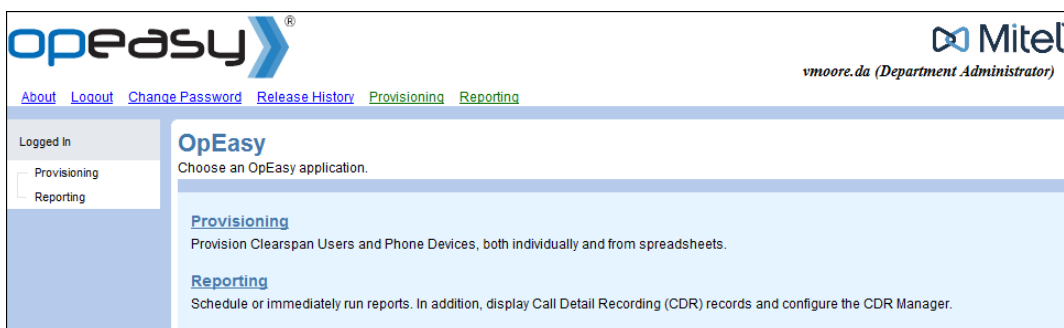 opeasy®
Mitel
vmoore.da (Department Administrator)
About Logout Change Password Release History Provisioning Reporting
Logged In
Provisioning
Reporting
OpEasy
Choose an OpEasy application.
Provisioning
Provision Clearspan Users and Phone Devices, both individually and from spreadsheets.
Reporting
Schedule or immediately run reports. In addition, display Call Detail Recording (CDR) records and configure the CDR Manager.